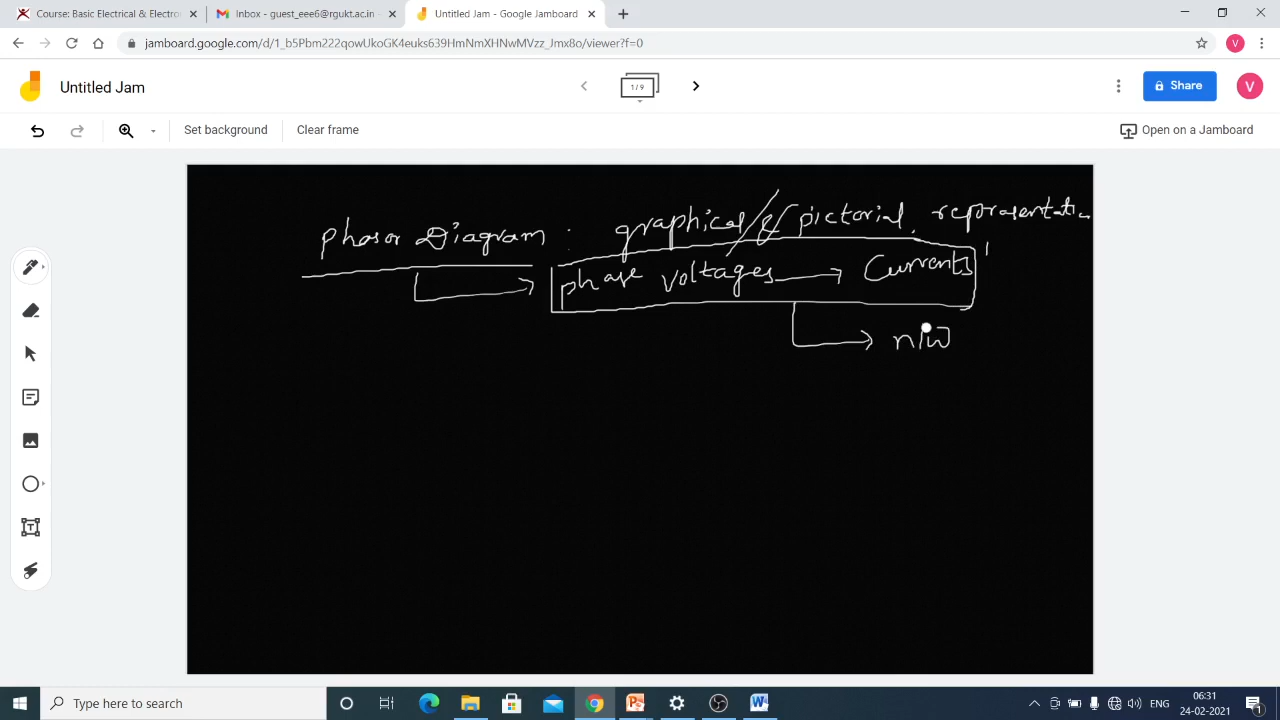 Course: Basic Electrical & Electro
Inbox - guest_eee6@rgukt.ac.in -
Untitled Jam - Google Jamboard
jamboard.google.com/d/1_b5Pbm222qowUkoGK4euks639HmNmXHNwMVZz_Jmx8o/viewer?f=0
V
Untitled Jam
1/9
Share
V
Set background
Clear frame
Open on a Jamboard
phasor Diagram : graphical / & pictorial representation
phase voltages → Currents
→ n/w
Type here to search
ENG
06:31
24-02-2021
1